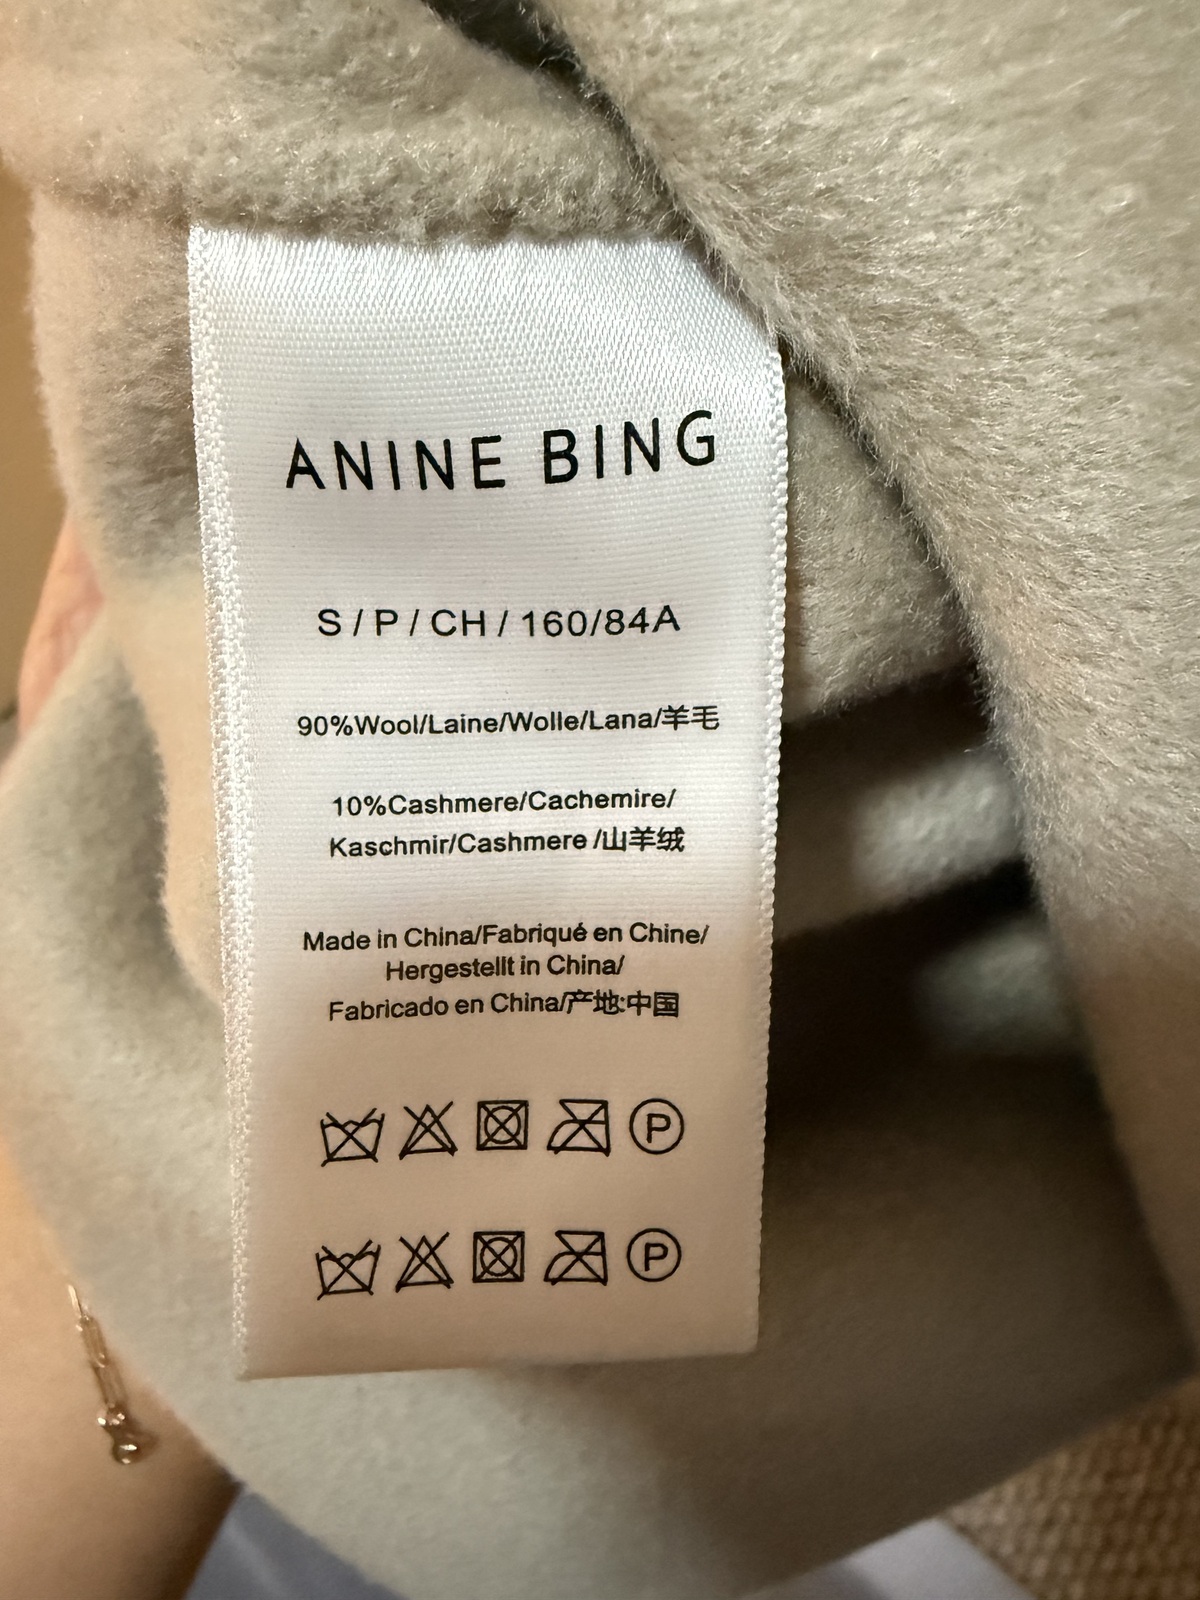 ANINE BING
S / P / CH / 160/84A
90%Wool/Laine/Wolle/Lana/羊毛
10%Cashmere/Cachemire/
Kaschmir/Cashmere /山羊绒
Made in China/Fabriqué en Chine/
Hergestellt in China/
Fabricado en China/产地:中国
P
P